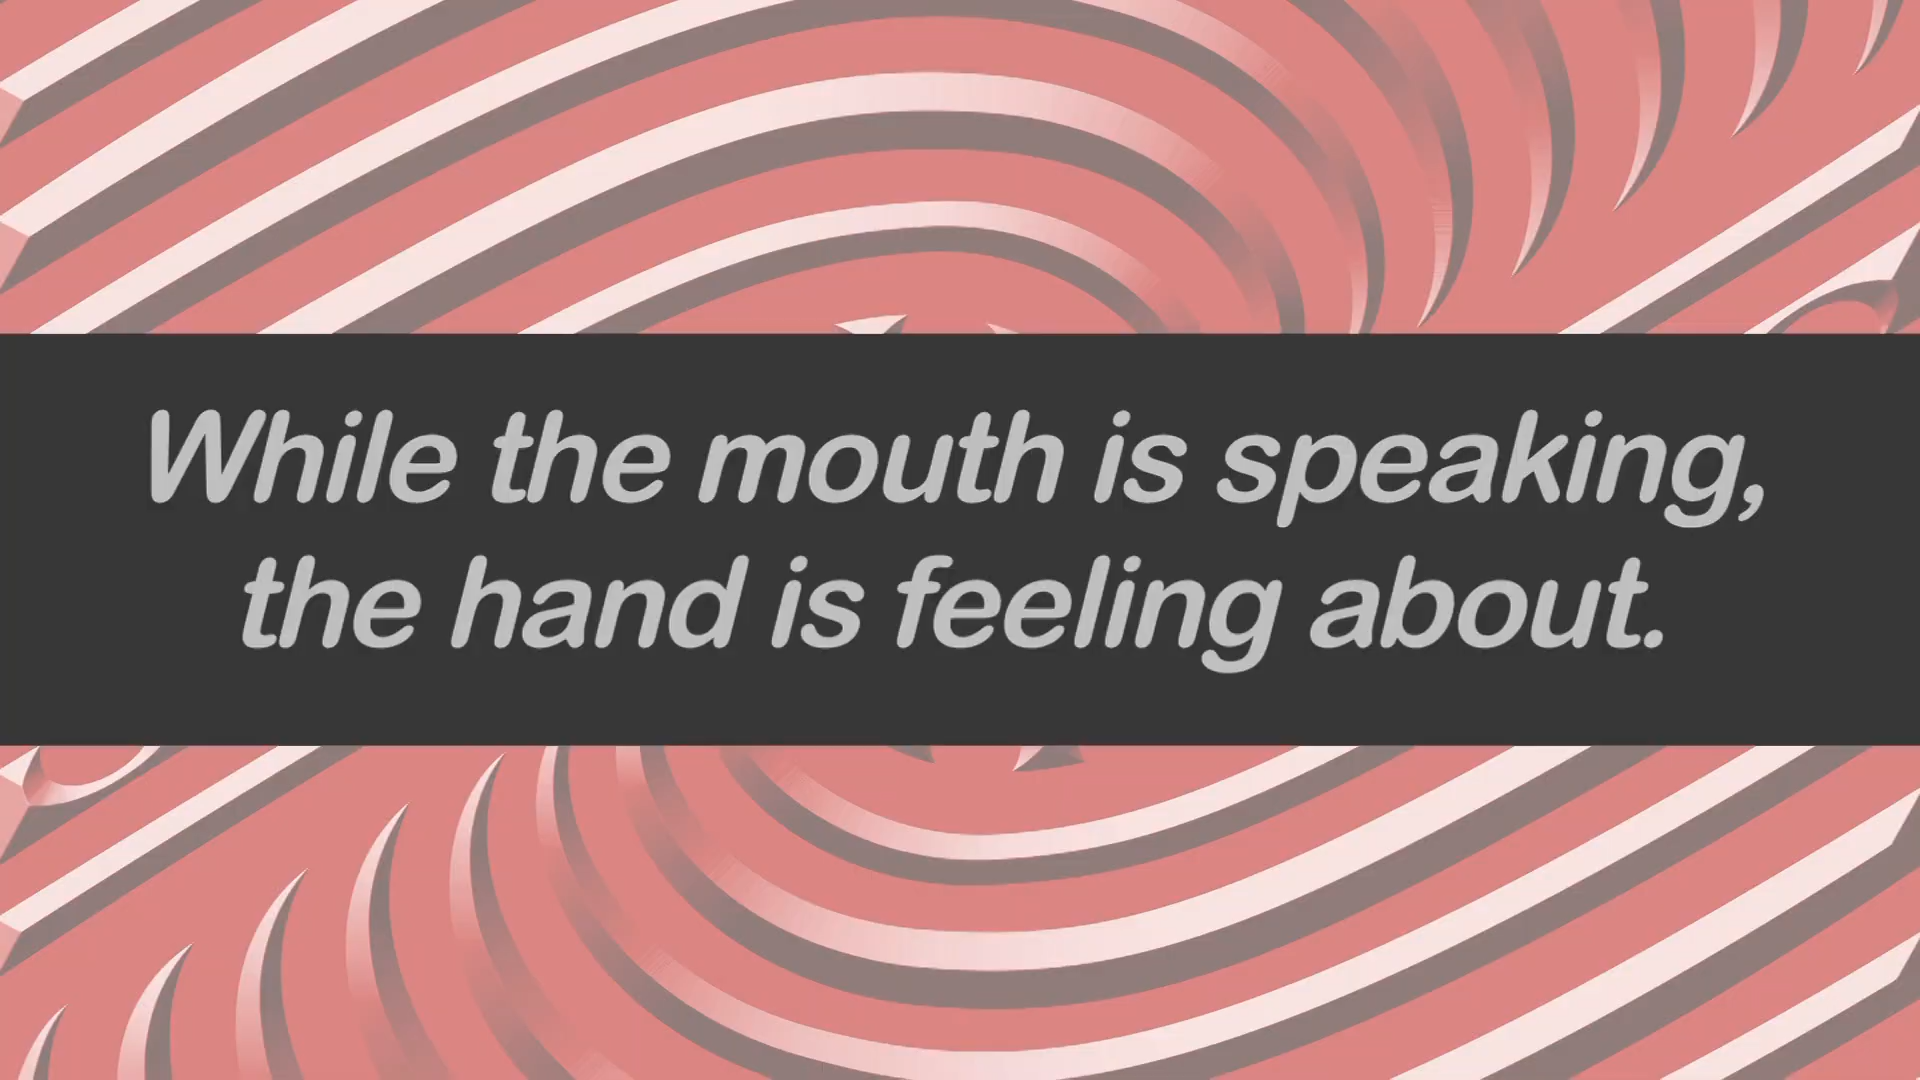 While the mouth is speaking,
the hand is feeling about.